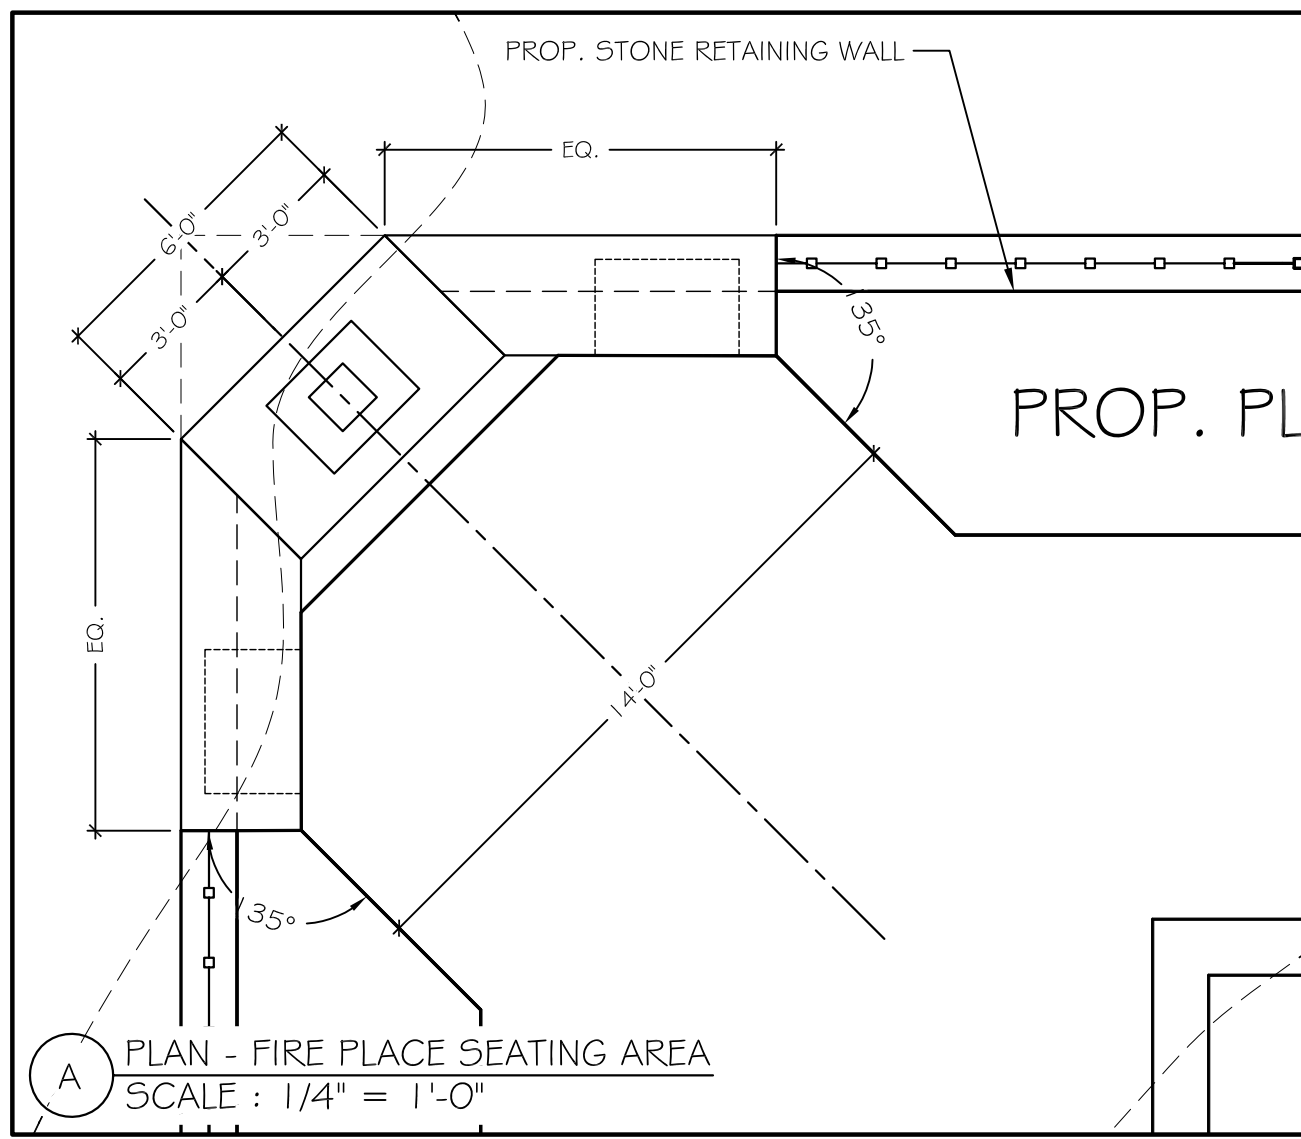 PROP. STONE RETAINING WALL
EQ.
6'-0"
3'-0"
3'-0"
135°
PROP. PL
EQ.
14'-0"
135°
A
PLAN - FIRE PLACE SEATING AREA
SCALE : 1/4" = 1'-0"